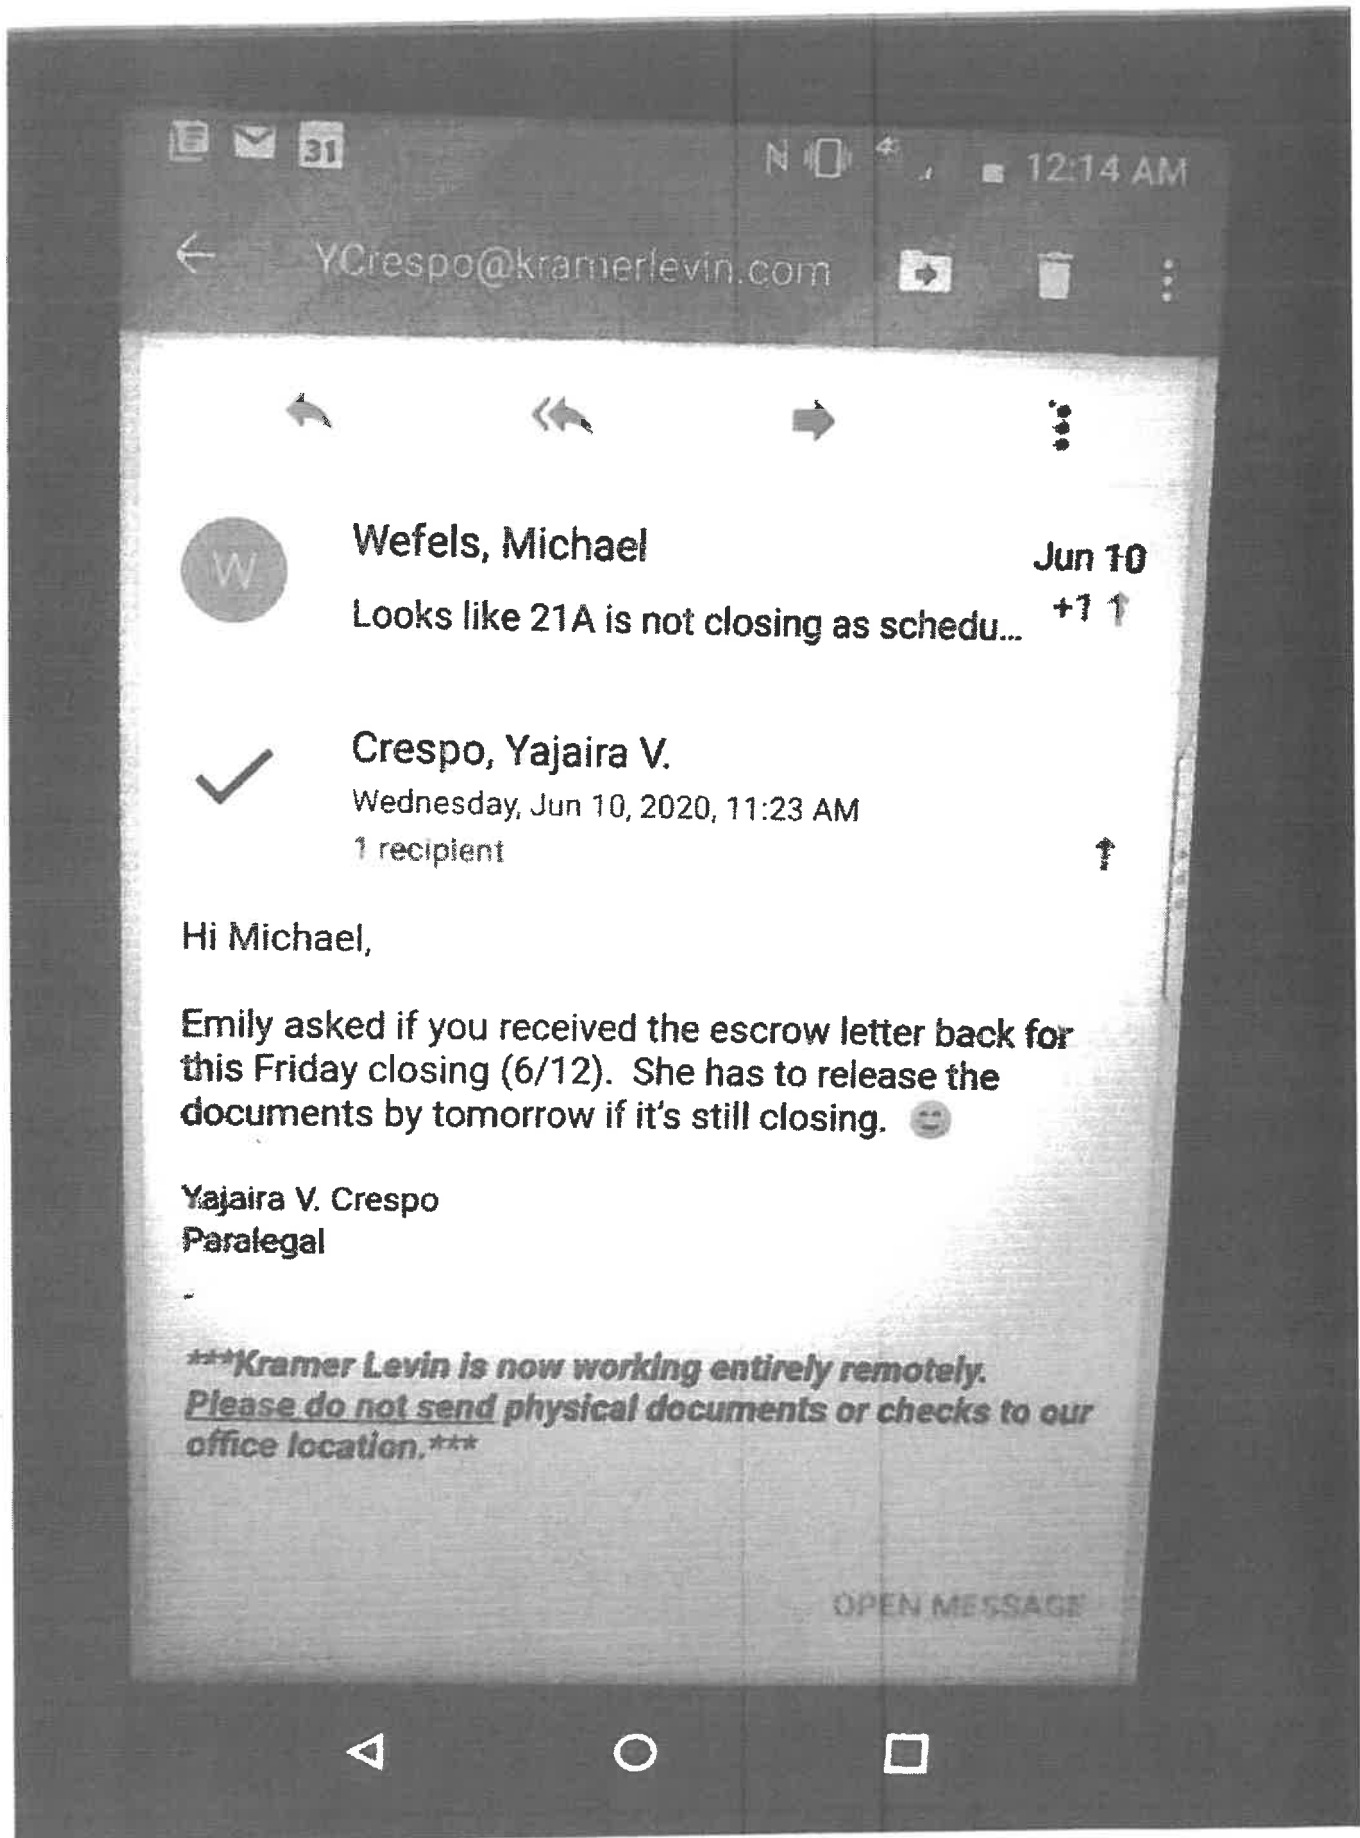 31
N 4G 12:14 AM
YCrespo@kramerlevin.com
W
Wefels, Michael
Jun 10
Looks like 21A is not closing as schedu...
+1
Crespo, Yajaira V.
Wednesday, Jun 10, 2020, 11:23 AM
1 recipient
Hi Michael,
Emily asked if you received the escrow letter back for
this Friday closing (6/12).  She has to release the
documents by tomorrow if it's still closing.
Yajaira V. Crespo
Paralegal
-
***Kramer Levin is now working entirely remotely.
Please do not send physical documents or checks to our
office location.***
OPEN MESSAGE